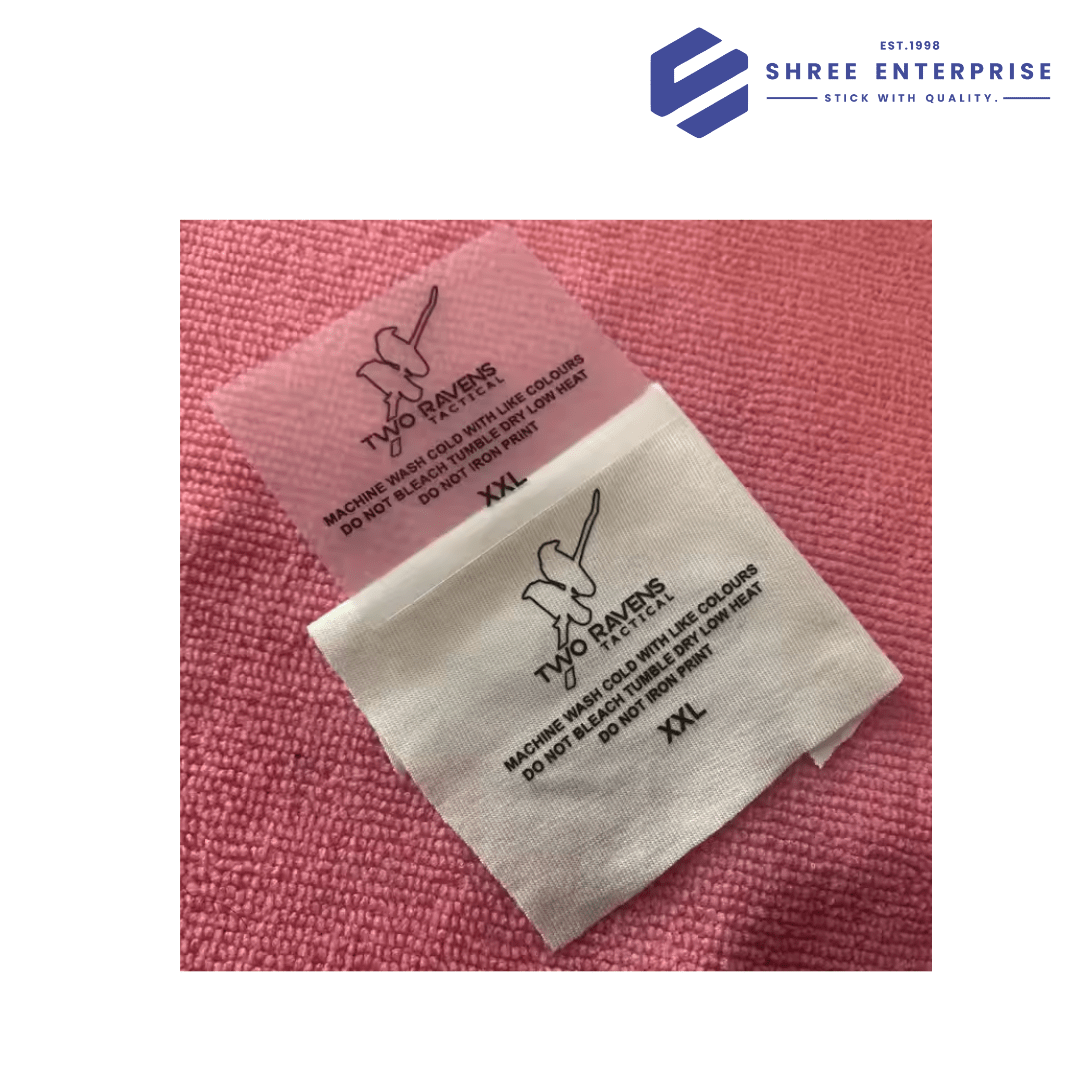 EST.1998
SHREE ENTERPRISE
STICK WITH QUALITY.
TWO RAVENS
TACTICAL
MACHINE WASH COLD WITH LIKE COLOURS
DO NOT BLEACH TUMBLE DRY LOW HEAT
DO NOT IRON PRINT
XXL
TWO RAVENS
TACTICAL
MACHINE WASH COLD WITH LIKE COLOURS
DO NOT BLEACH TUMBLE DRY LOW HEAT
DO NOT IRON PRINT
XXL